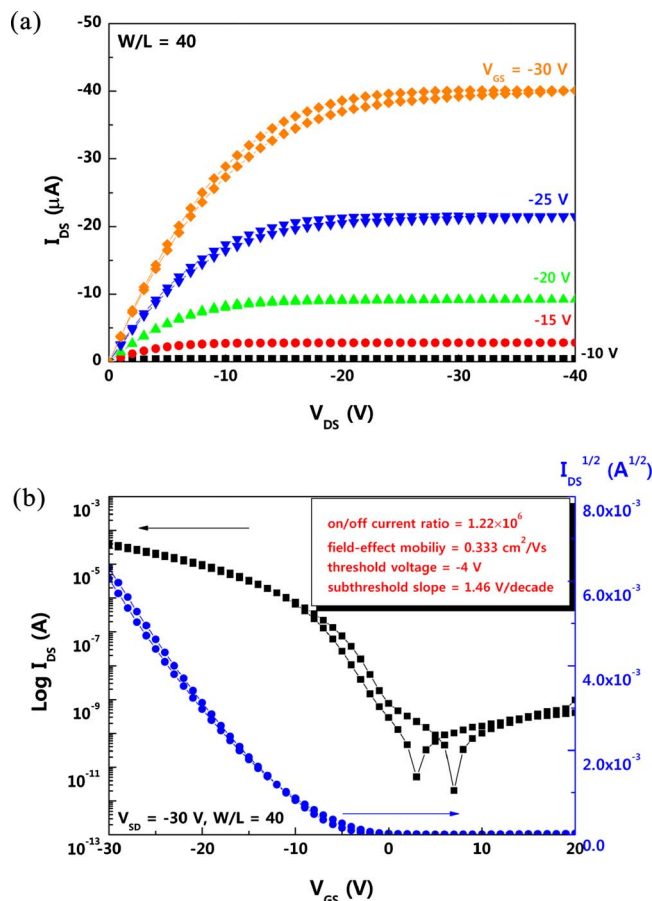 (a)
W/L = 40
V_GS = -30 V
-25 V
-20 V
-15 V
-10 V
-50
-40
-30
-20
-10
0
I_DS (μA)
0 -10 -20 -30 -40
V_DS (V)
(b)
I_DS^1/2 (A^1/2)
on/off current ratio = 1.22×10^6
field-effect mobiliy = 0.333 cm^2/Vs
threshold voltage = -4 V
subthreshold slope = 1.46 V/decade
10^-3
10^-5
10^-7
10^-9
10^-11
10^-13
Log I_DS (A)
8.0x10^-3
6.0x10^-3
4.0x10^-3
2.0x10^-3
0.0
V_SD = -30 V, W/L = 40
-30 -20 -10 0 10 20
V_GS (V)